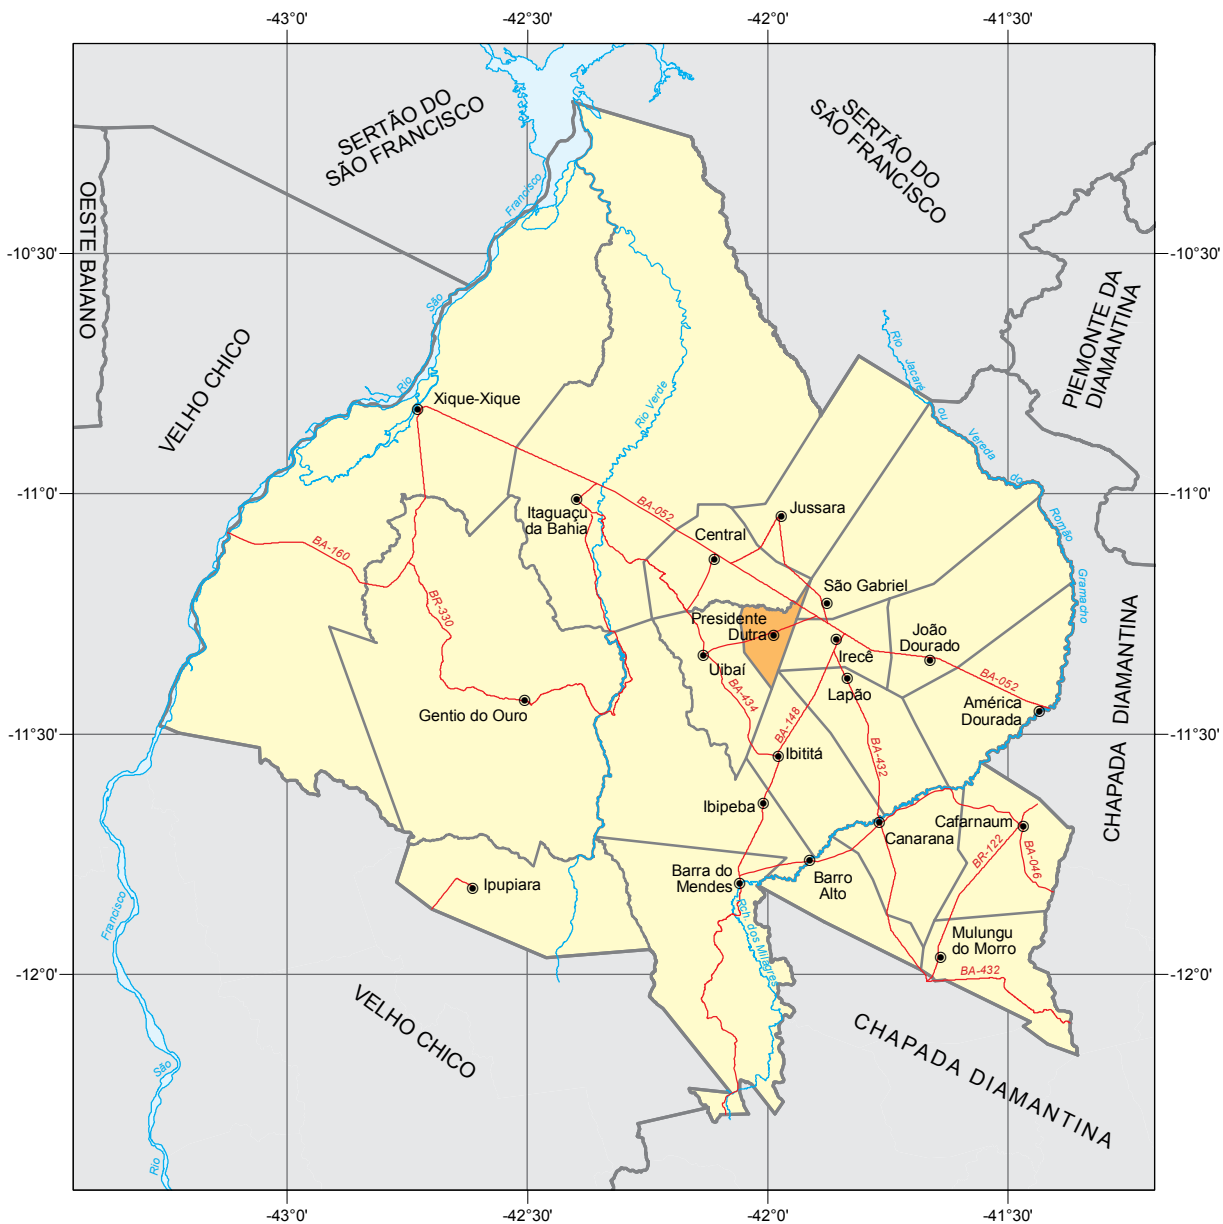 -43°0'
-42°30'
-42°0'
-41°30'
SERTÃO DO
SÃO FRANCISCO
SERTÃO DO
SÃO FRANCISCO
OESTE BAIANO
Francisco
-10°30'
-10°30'
São
PIEMONTE DA
DIAMANTINA
VELHO CHICO
Rio
Jacaré
ou
Vereda
do
Romão
Gramacho
Rio
Xique-Xique
Rio Verde
-11°0'
-11°0'
Itaguaçu
da Bahia
BA-052
Jussara
Central
BA-160
BR-330
São Gabriel
Presidente
Dutra
João
Dourado
Irecê
Uibaí
Lapão
BA-052
América
Dourada
BA-434
BA-148
Gentio do Ouro
CHAPADA DIAMANTINA
-11°30'
-11°30'
Ibititá
BA-432
Ibipeba
Cafarnaum
Canarana
BR-122
BA-046
Barra do
Mendes
Barro
Alto
Ipupiara
Rch. dos Milagres
Mulungu
do Morro
BA-432
Francisco
-12°0'
-12°0'
VELHO CHICO
CHAPADA DIAMANTINA
São
Rio
-43°0'
-42°30'
-42°0'
-41°30'